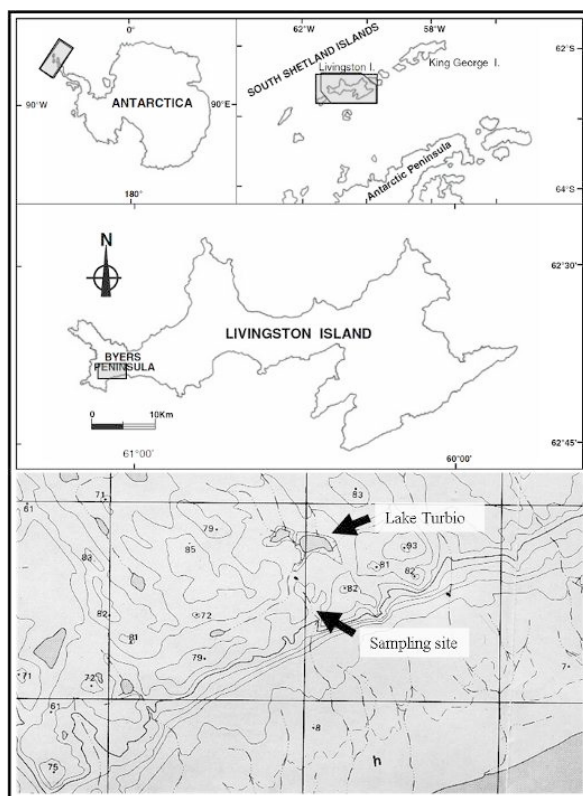 0°
90°W
ANTARCTICA
90°E
180°
62°W
58°W
62°S
SOUTH SHETLAND ISLANDS
King George I.
Livingston I.
Antarctic Peninsula
64°S
N
62°30'
LIVINGSTON ISLAND
BYERS
PENINSULA
0 10Km
61°00'
60°00'
62°45'
71
83
61
79
Lake Turbio
85
93
83
81
82
82
82
72
81
Sampling site
79
71
72
7
61
8
h
75